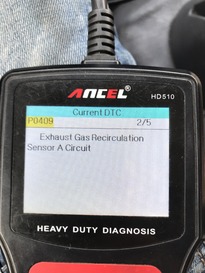 ANCEL
HD510
Current DTC
P0409 2/5
Exhaust Gas Recirculation
Sensor A Circuit
HEAVY DUTY DIAGNOSIS